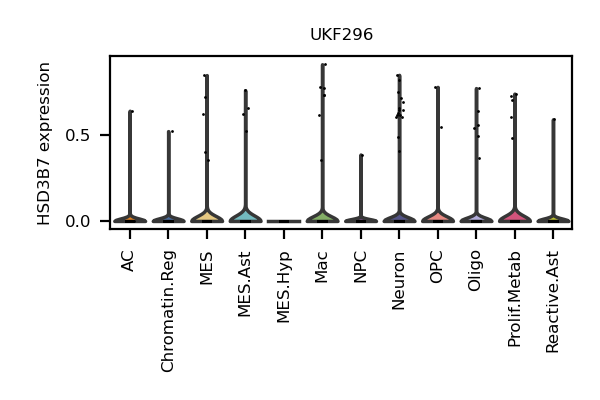 UKF296
HSD3B7 expression
0.5
0.0
AC
Chromatin.Reg
MES
MES.Ast
MES.Hyp
Mac
NPC
Neuron
OPC
Oligo
Prolif.Metab
Reactive.Ast